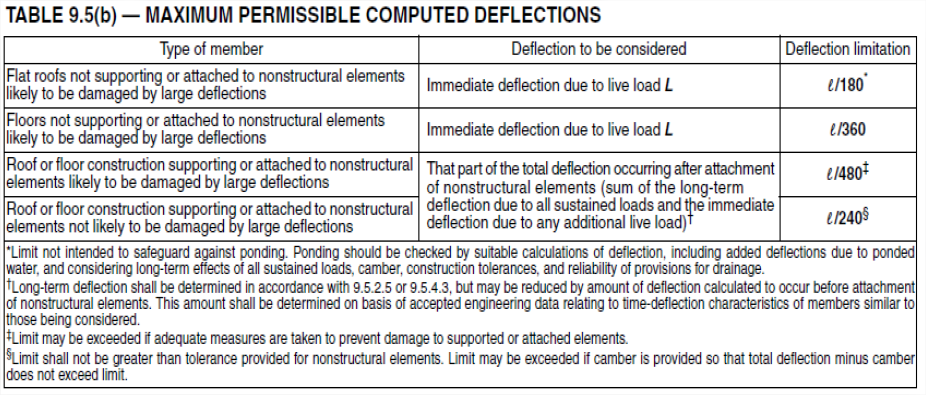 TABLE 9.5(b) — MAXIMUM PERMISSIBLE COMPUTED DEFLECTIONS
Type of member
Deflection to be considered
Deflection limitation
Flat roofs not supporting or attached to nonstructural elements
likely to be damaged by large deflections
Immediate deflection due to live load L
ℓ/180*
Floors not supporting or attached to nonstructural elements
likely to be damaged by large deflections
Immediate deflection due to live load L
ℓ/360
Roof or floor construction supporting or attached to nonstructural
elements likely to be damaged by large deflections
That part of the total deflection occurring after attachment
of nonstructural elements (sum of the long-term
deflection due to all sustained loads and the immediate
deflection due to any additional live load)†
ℓ/480‡
Roof or floor construction supporting or attached to nonstructural
elements not likely to be damaged by large deflections
ℓ/240§
*Limit not intended to safeguard against ponding. Ponding should be checked by suitable calculations of deflection, including added deflections due to ponded
water, and considering long-term effects of all sustained loads, camber, construction tolerances, and reliability of provisions for drainage.
†Long-term deflection shall be determined in accordance with 9.5.2.5 or 9.5.4.3, but may be reduced by amount of deflection calculated to occur before attachment
of nonstructural elements. This amount shall be determined on basis of accepted engineering data relating to time-deflection characteristics of members similar to
those being considered.
‡Limit may be exceeded if adequate measures are taken to prevent damage to supported or attached elements.
§Limit shall not be greater than tolerance provided for nonstructural elements. Limit may be exceeded if camber is provided so that total deflection minus camber
does not exceed limit.